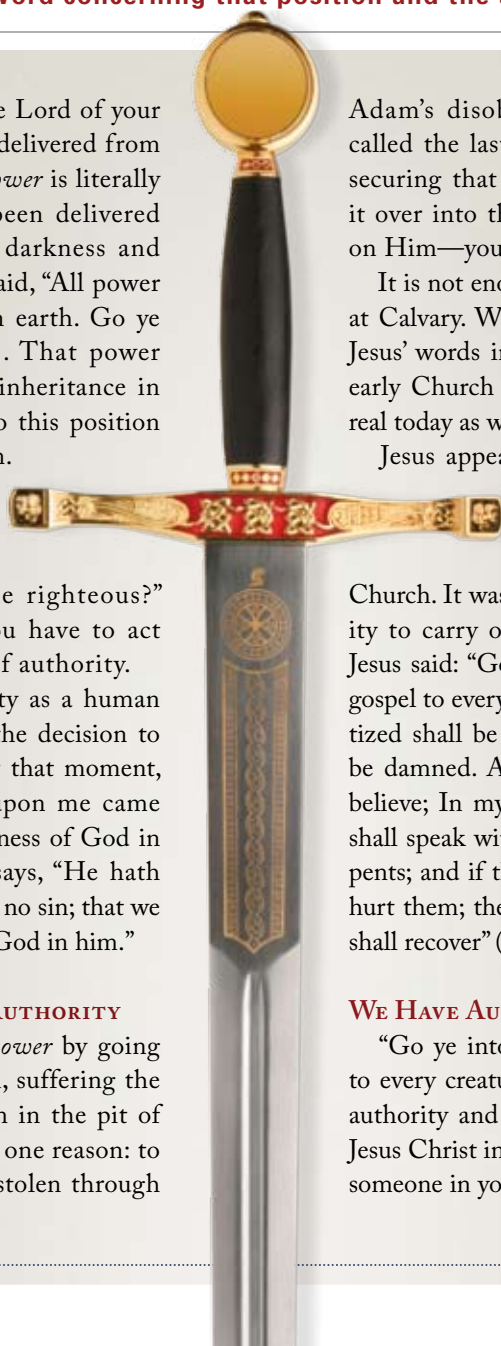 ord concerning that position and the
e Lord of your
delivered from
ower is literally
been delivered
darkness and
aid, “All power
n earth. Go ye
. That power
inheritance in
o this position
n.
e righteous?”
ou have to act
f authority.
ty as a human
he decision to
that moment,
upon me came
ness of God in
says, “He hath
no sin; that we
God in him.”
uthority
ower by going
, suffering the
n in the pit of
one reason: to
stolen through
Adam’s disob
called the las
securing that
it over into th
on Him—you
It is not eno
at Calvary. W
Jesus’ words i
early Church
real today as w
Jesus appea
Church. It was
ity to carry o
Jesus said: “Go
gospel to every
tized shall be
be damned. A
believe; In my
shall speak wi
pents; and if t
hurt them; the
shall recover” (
We Have Au
“Go ye into
to every creatu
authority and
Jesus Christ in
someone in yo